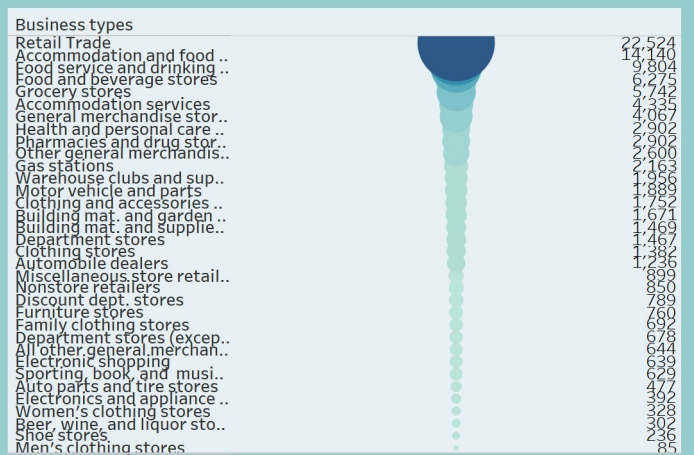 Business types
Retail Trade 22,524
Accommodation and food .. 14,140
Food service and drinking .. 9,804
Food and beverage stores 6,275
Grocery stores 5,742
Accommodation services 4,335
General merchandise stor.. 4,067
Health and personal care .. 2,902
Pharmacies and drug stor.. 2,902
Other general merchandis.. 2,600
Gas stations 2,163
Warehouse clubs and sup.. 1,956
Motor vehicle and parts 1,889
Clothing and accessories .. 1,752
Building mat. and garden .. 1,671
Building mat. and supplie.. 1,469
Department stores 1,467
Clothing stores 1,382
Automobile dealers 1,236
Miscellaneous store retail.. 899
Nonstore retailers 850
Discount dept. stores 789
Furniture stores 760
Family clothing stores 692
Department stores (excep.. 678
All other general merchan.. 644
Electronic shopping 639
Sporting, book, and musi.. 629
Auto parts and tire stores 477
Electronics and appliance .. 392
Women's clothing stores 328
Beer, wine, and liquor sto.. 302
Shoe stores 236
Men's clothing stores 85